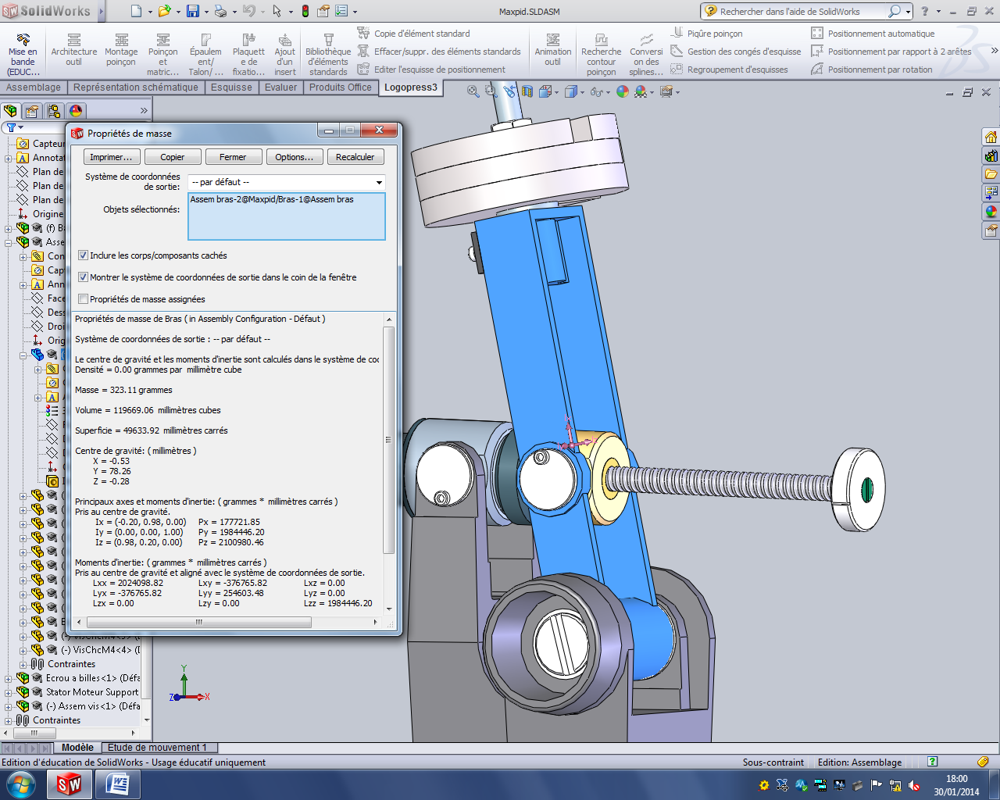 SolidWorks
Maxpid.SLDASM
Rechercher dans l'aide de SolidWorks
Mise en bande (EDUC...
Architecture outil
Montage poinçon
Poinçon et matric...
Épaulem ent/ Talon/ ...
Plaquett e de fixatio...
Ajout d'un insert
Bibliothèque d'éléments standards
Copie d'élément standard
Effacer/suppr. des éléments standards
Editer l'esquisse de positionnement
Animation outil
Recherche contour poinçon
Conversi on des splines...
Piqûre poinçon
Gestion des congés d'esquisse
Regroupement d'esquisses
Positionnement automatique
Positionnement par rapport à 2 arêtes
Positionnement par rotation
Assemblage
Représentation schématique
Esquisse
Evaluer
Produits Office
Logopress3
Capteu
Annotat
Plan de
Plan de
Plan de
Origine
(f) Ba
Asse
Con
Cap
Ann
Face
Dess
Droi
Orig
Propriétés de masse
Imprimer...
Copier
Fermer
Options...
Recalculer
Système de coordonnées de sortie:
-- par défaut --
Objets sélectionnés:
Assem bras-2@Maxpid/Bras-1@Assem bras
Inclure les corps/composants cachés
Montrer le système de coordonnées de sortie dans le coin de la fenêtre
Propriétés de masse assignées
Propriétés de masse de Bras ( in Assembly Configuration - Défaut )
Système de coordonnées de sortie : -- par défaut --
Le centre de gravité et les moments d'inertie sont calculés dans le système de coo
Densité = 0.00 grammes par millimètre cube
Masse = 323.11 grammes
Volume = 119669.06 millimètres cubes
Superficie = 49633.92 millimètres carrés
Centre de gravité: ( millimètres )
X = -0.53
Y = 78.26
Z = -0.28
Principaux axes et moments d'inertie: ( grammes * millimètres carrés )
Pris au centre de gravité.
Ix = (-0.20, 0.98, 0.00) Px = 177721.85
Iy = (0.00, 0.00, 1.00) Py = 1984446.20
Iz = (0.98, 0.20, 0.00) Pz = 2100980.46
Moments d'inertie: ( grammes * millimètres carrés )
Pris au centre de gravité et aligné avec le système de coordonnées de sortie.
Lxx = 2024098.82 Lxy = -376765.82 Lxz = 0.00
Lyx = -376765.82 Lyy = 254603.48 Lyz = 0.00
Lzx = 0.00 Lzy = 0.00 Lzz = 1984446.20
(-) VisChcM4<3> (D
(-) VisChcM4<4> (D
Contraintes
Ecrou a billes<1> (Défa
Stator Moteur Support
(-) Assem vis<1> (Défa
Contraintes
Y
Z
X
Modèle
Etude de mouvement 1
Edition d'éducation de SolidWorks - Usage éducatif uniquement
Sous-contraint
Edition: Assemblage
18:00
30/01/2014